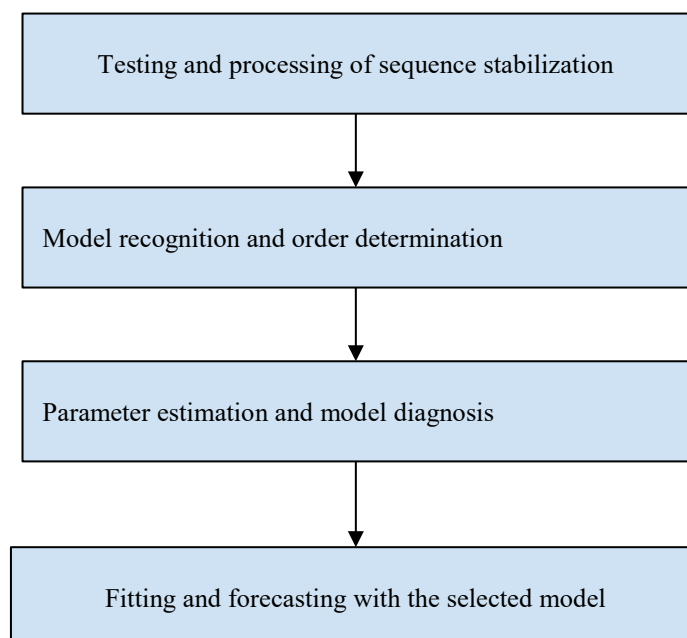 Testing and processing of sequence stabilization
Model recognition and order determination
Parameter estimation and model diagnosis
Fitting and forecasting with the selected model